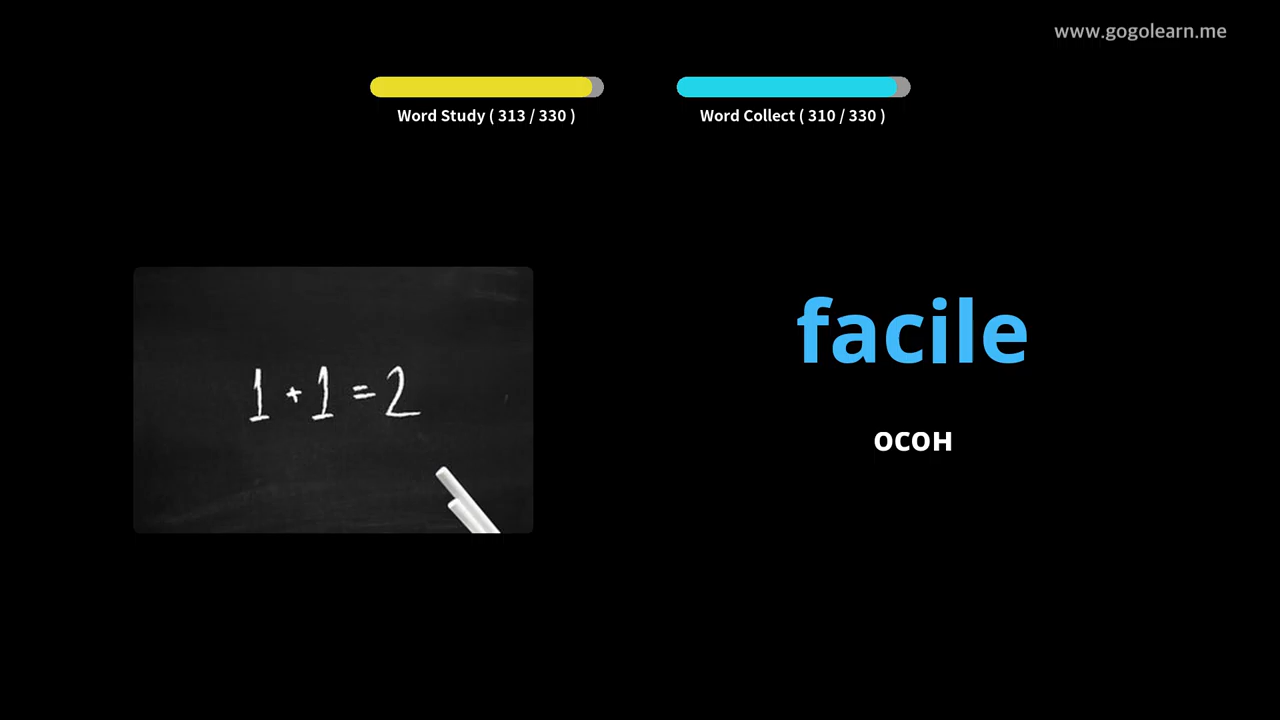 www.gogolearn.me
Word Study ( 313 / 330 )
Word Collect ( 310 / 330 )
1 + 1 = 2
facile
осон